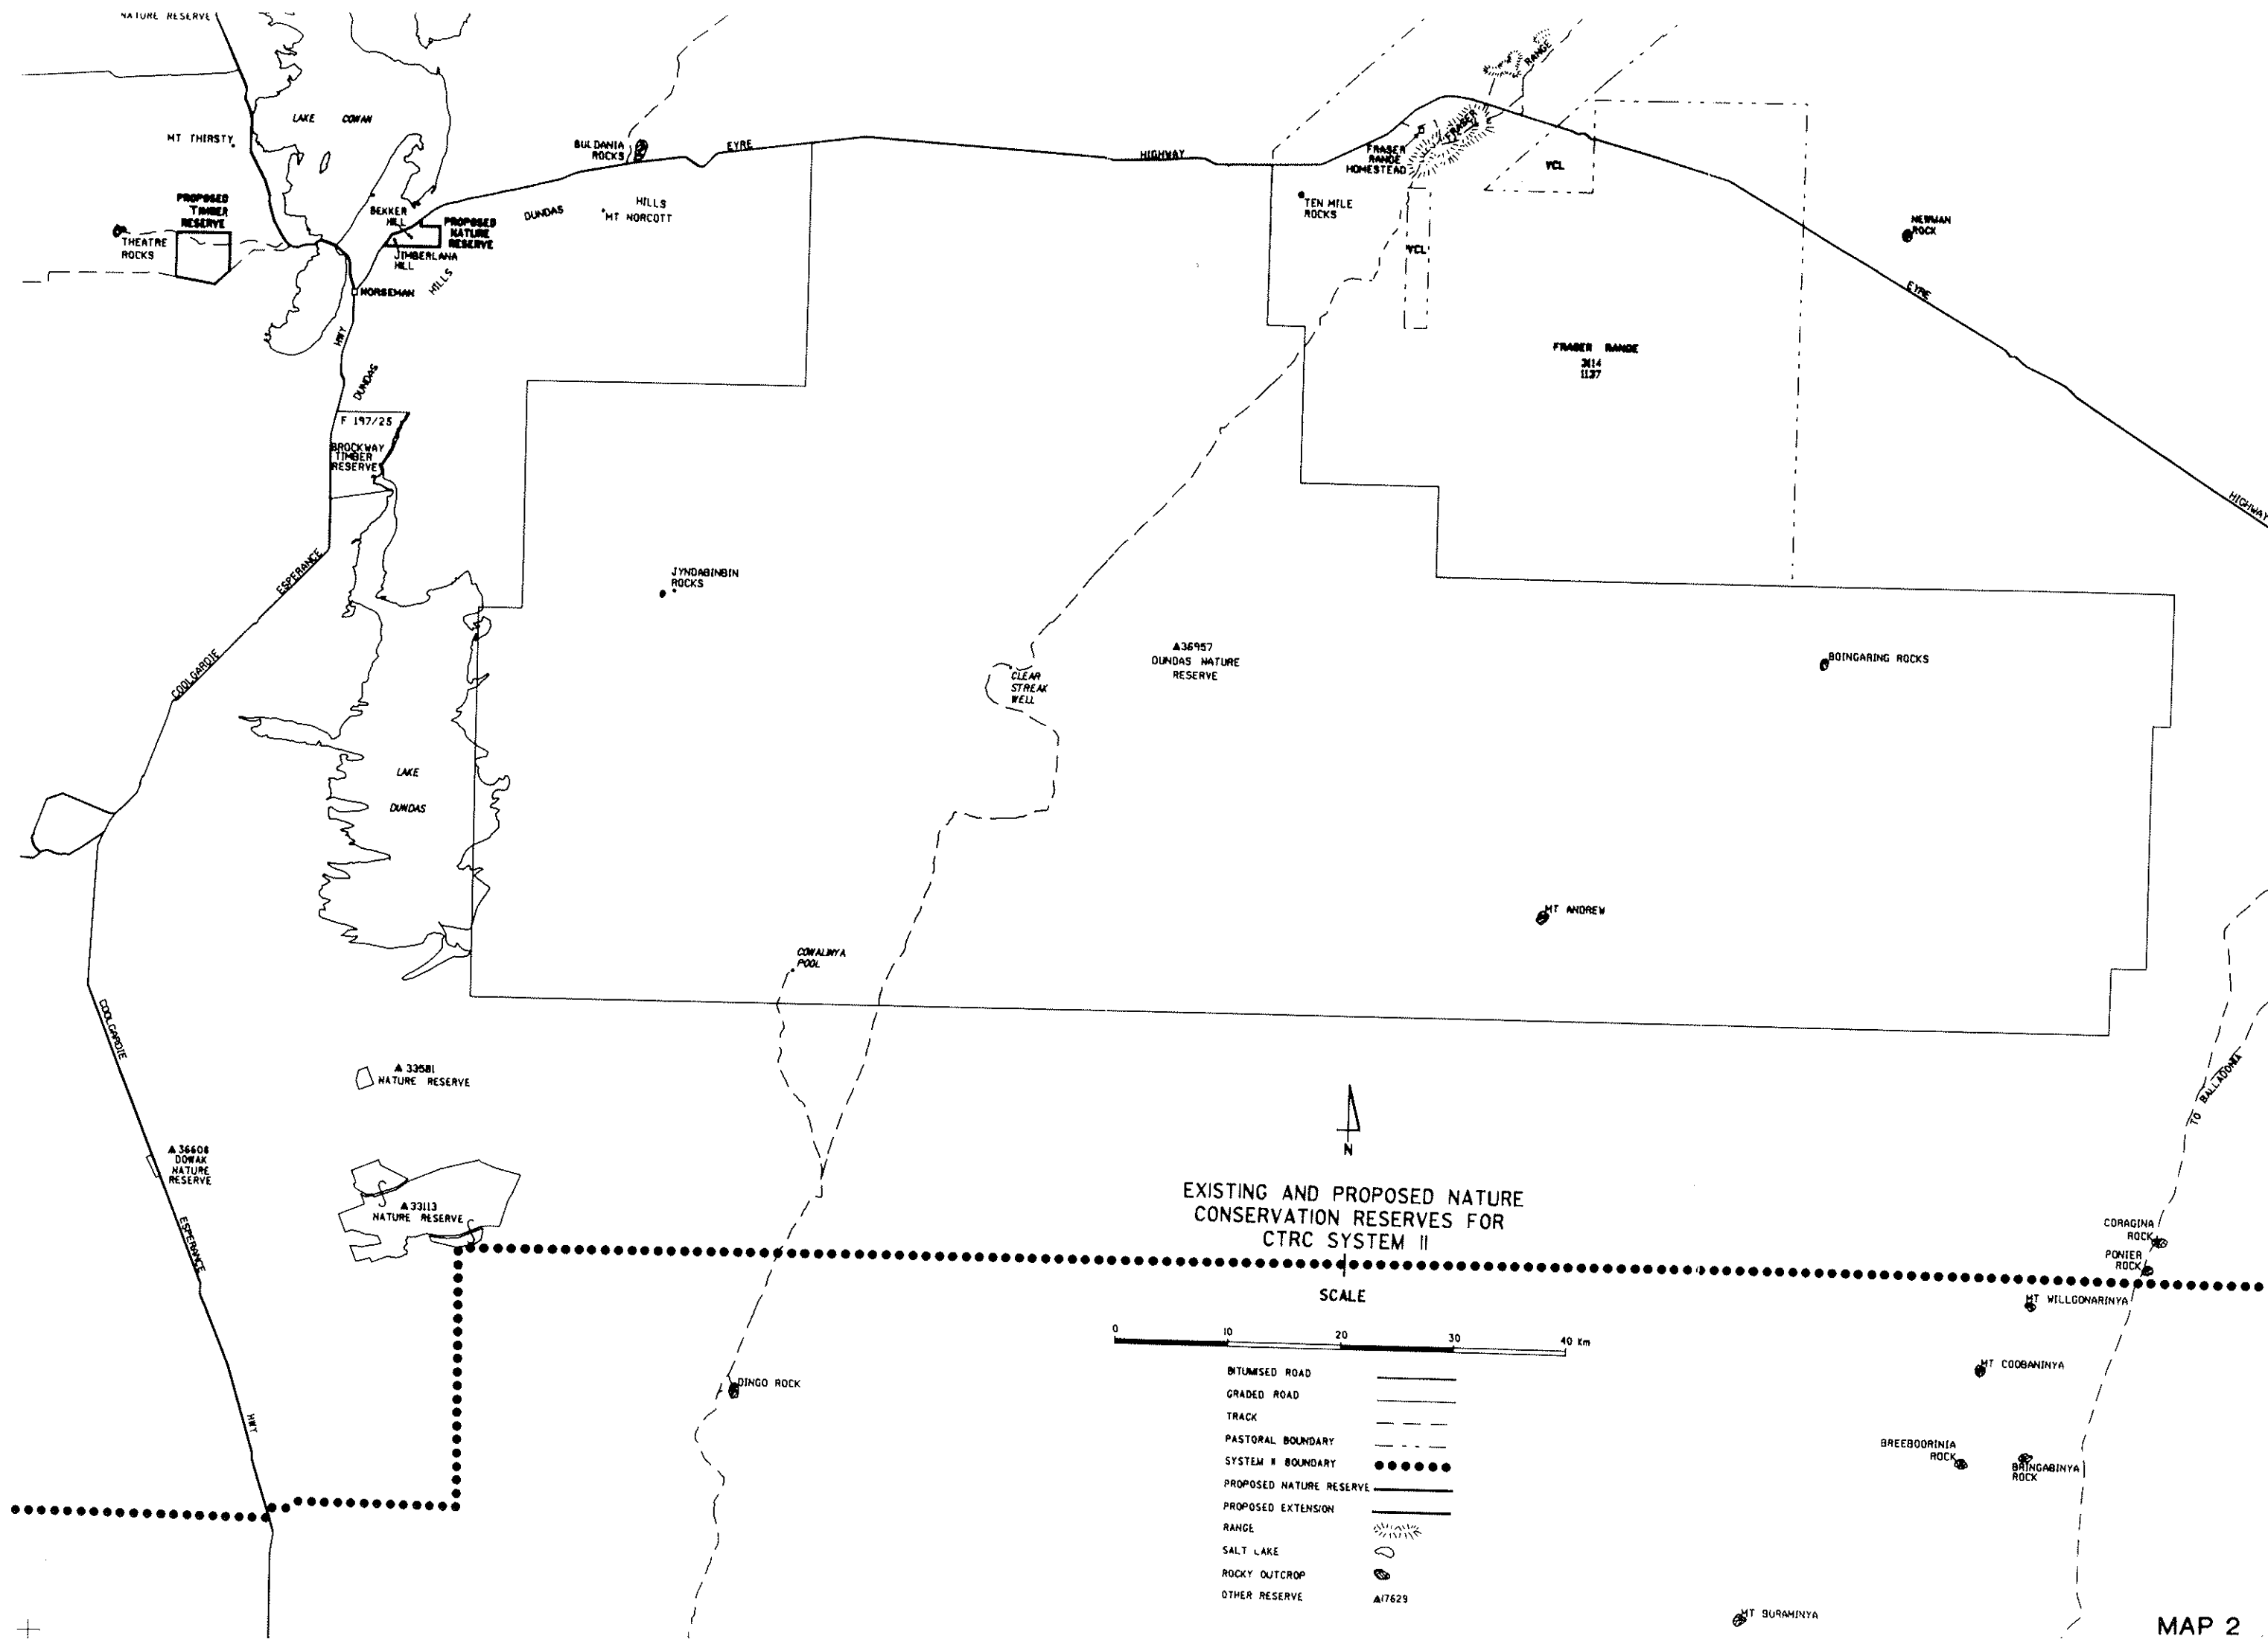 NATURE RESERVE
LAKE COWAN
MT THIRSTY
BULDANIA
ROCKS
EYRE
HIGHWAY
RANGE
FRASER
FRASER
RANGE
HOMESTEAD
VCL
PROPOSED
TIMBER
RESERVE
THEATRE
ROCKS
BEKKER
HILL
PROPOSED
NATURE
RESERVE
JIMBERLANA
HILL
HILLS
DUNDAS
HILLS
MT NORCOTT
TEN MILE
ROCKS
VCL
NEWMAN
ROCK
NORSEMAN
EYRE
HWY
DUNDAS
FRASER RANGE
3114
1137
F 197/25
BROCKWAY
TIMBER
RESERVE
HIGHWAY
ESPERANCE
COOLGARDIE
JYNDABINBIN
ROCKS
▲36957
DUNDAS NATURE
RESERVE
CLEAR
STREAK
WELL
BOINGARING ROCKS
LAKE
DUNDAS
MT ANDREW
COWALINYA
POOL
COOLGARDIE
▲ 33581
NATURE RESERVE
TO BALLADONIA
▲36608
DOWAK
NATURE
RESERVE
▲33113
NATURE RESERVE
ESPERANCE
N
EXISTING AND PROPOSED NATURE
CONSERVATION RESERVES FOR
CTRC SYSTEM II
CORAGINA
ROCK
PONIER
ROCK
SCALE
MT WILLGONARINYA
0 10 20 30 40 Km
MT COOBANINYA
DINGO ROCK
BITUMISED ROAD
GRADED ROAD
TRACK
PASTORAL BOUNDARY
SYSTEM II BOUNDARY
PROPOSED NATURE RESERVE
PROPOSED EXTENSION
RANGE
SALT LAKE
ROCKY OUTCROP
OTHER RESERVE ▲17629
HWY
BREEBOORINIA
ROCK
BRINGABINYA
ROCK
MT BURAMINYA
MAP 2